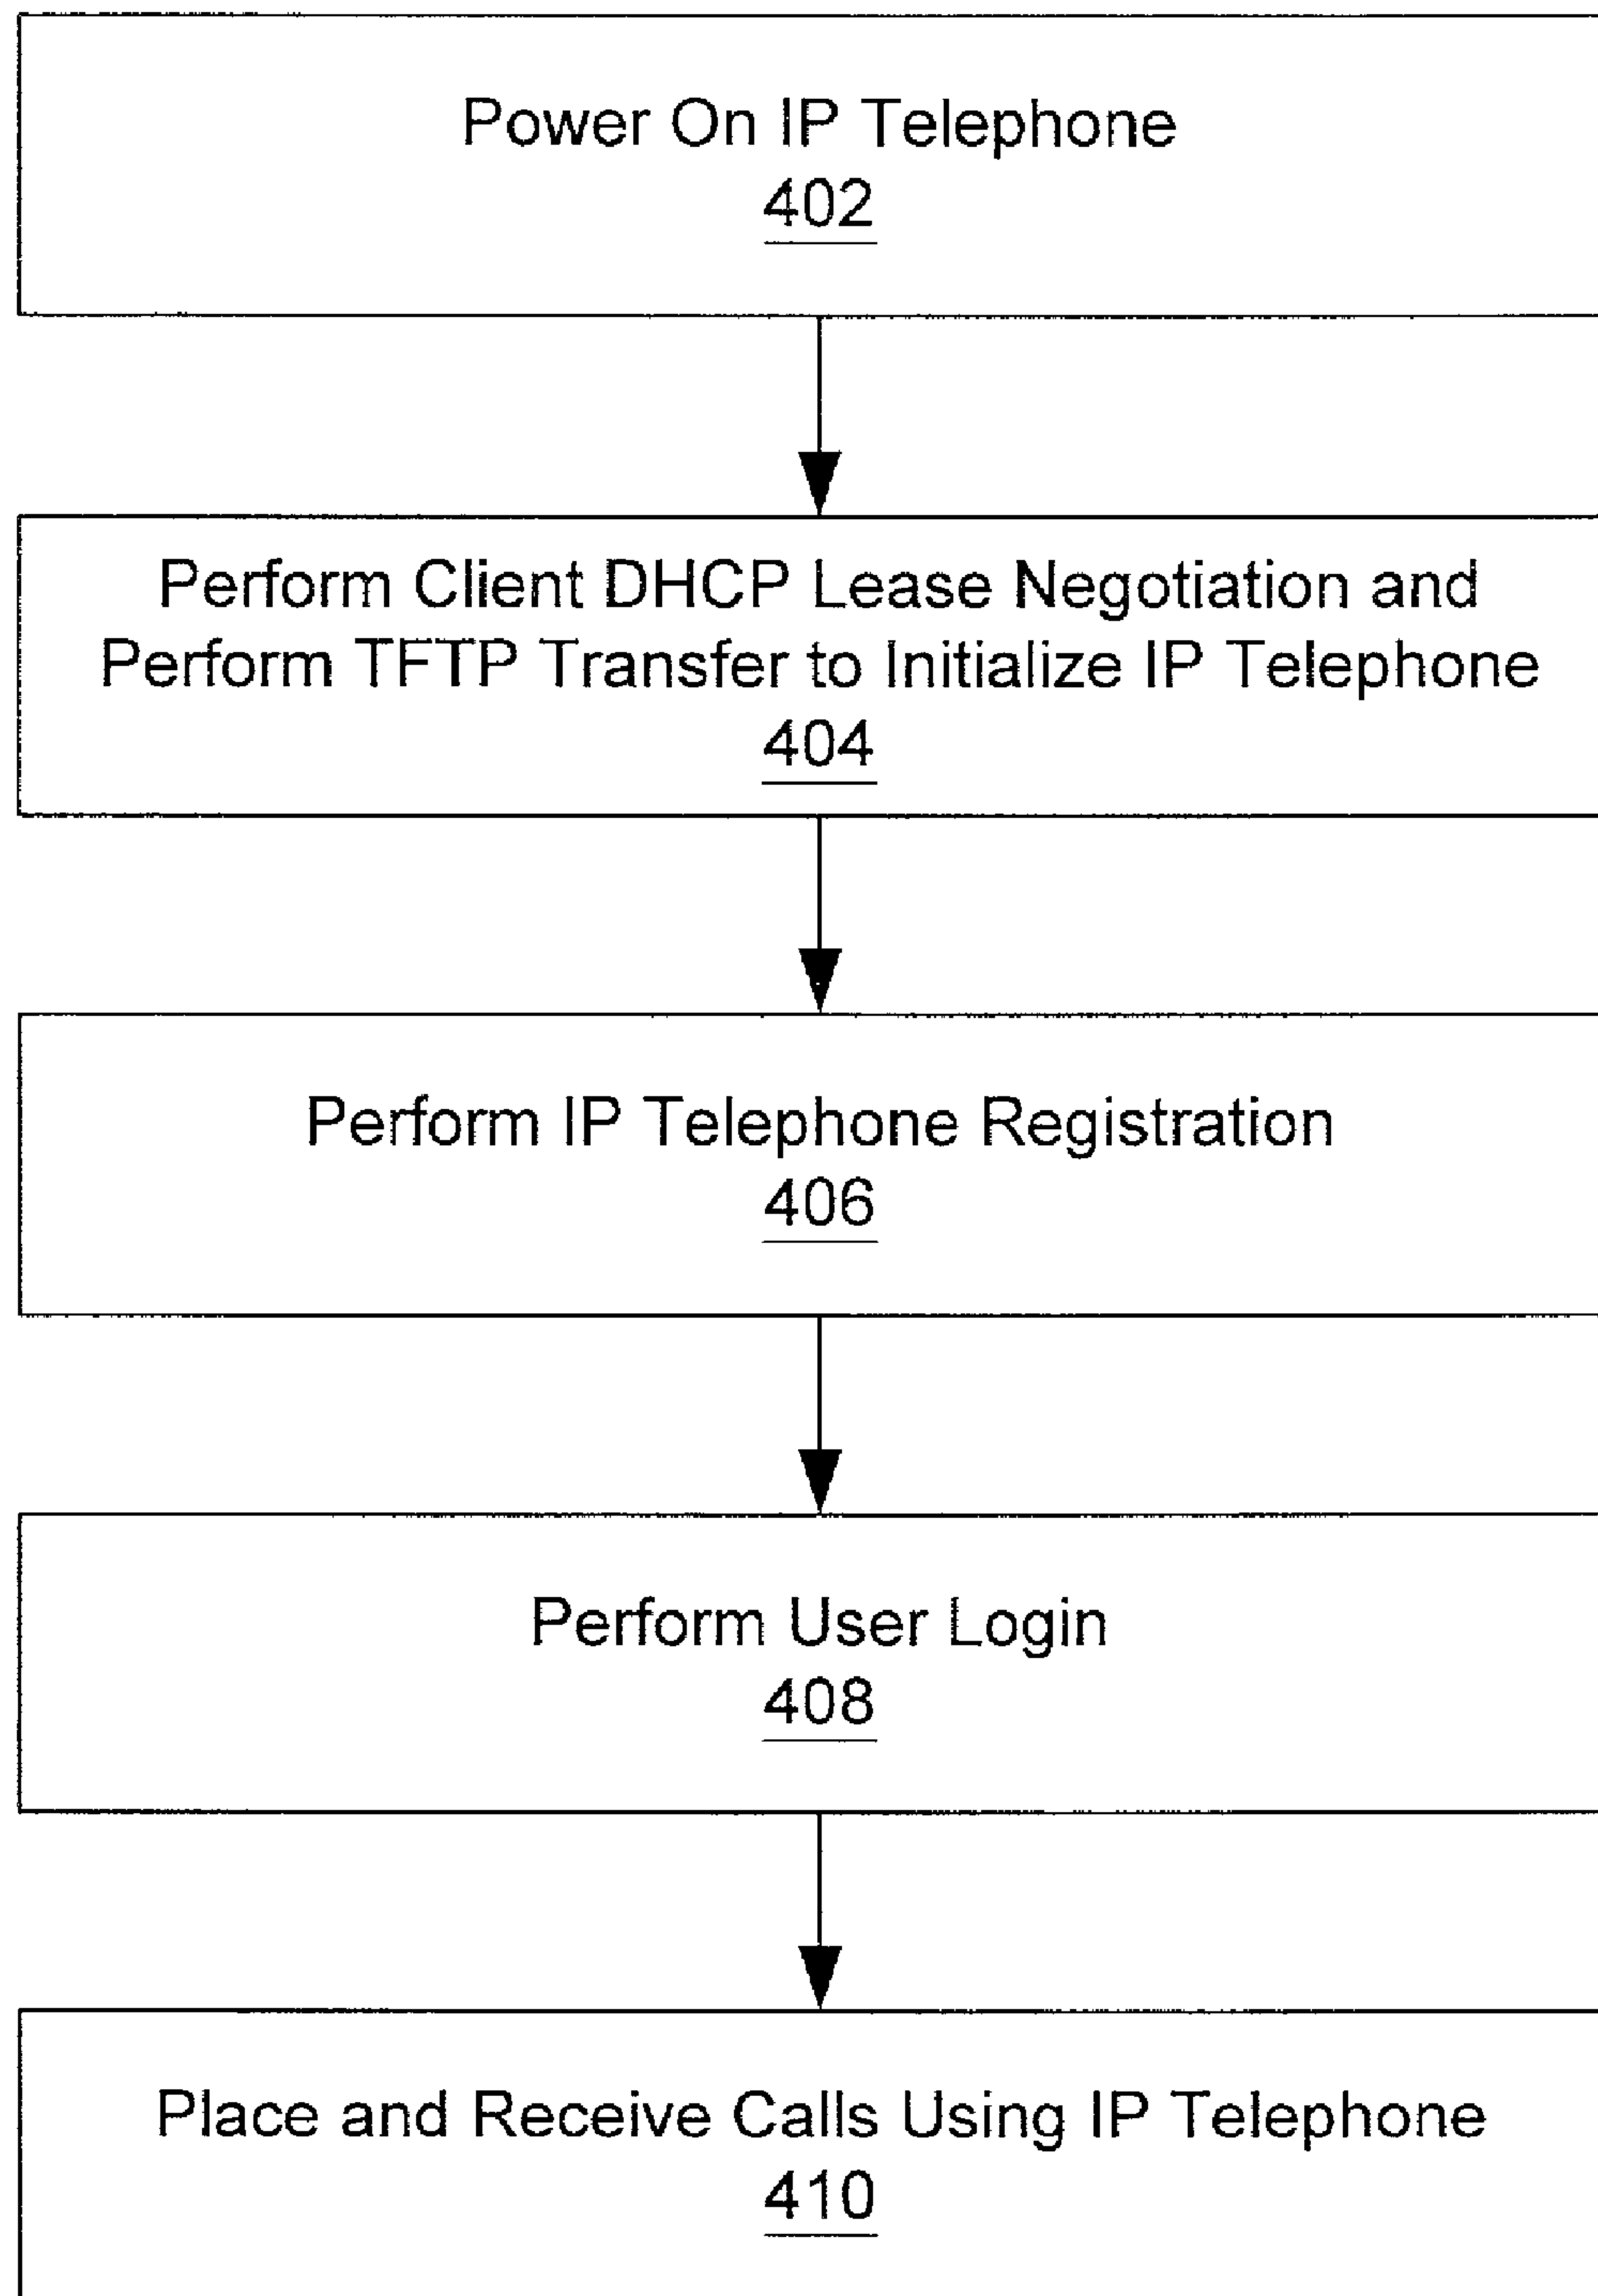 Power On IP Telephone
402
Perform Client DHCP Lease Negotiation and
Perform TFTP Transfer to Initialize IP Telephone
404
Perform IP Telephone Registration
406
Perform User Login
408
Place and Receive Calls Using IP Telephone
410